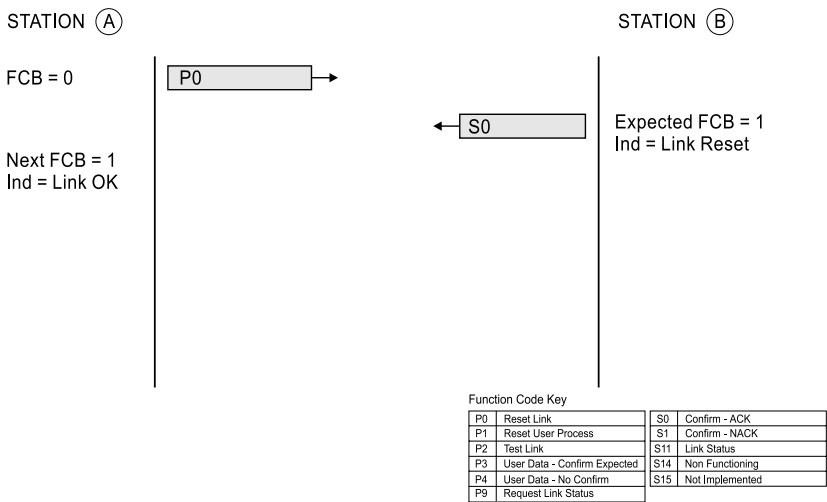 STATION A
STATION B
FCB = 0
P0
S0
Expected FCB = 1
Ind = Link Reset
Next FCB = 1
Ind = Link OK
Function Code Key
P0 Reset Link S0 Confirm - ACK
P1 Reset User Process S1 Confirm - NACK
P2 Test Link S11 Link Status
P3 User Data - Confirm Expected S14 Non Functioning
P4 User Data - No Confirm S15 Not Implemented
P9 Request Link Status